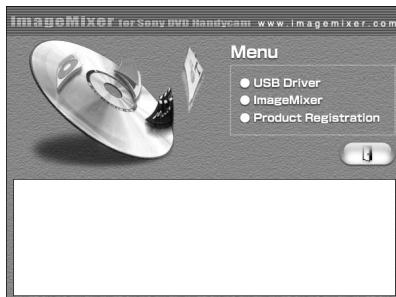 ImageMixer for Sony DVD Handycam www.imagemixer.com
Menu
USB Driver
ImageMixer
Product Registration